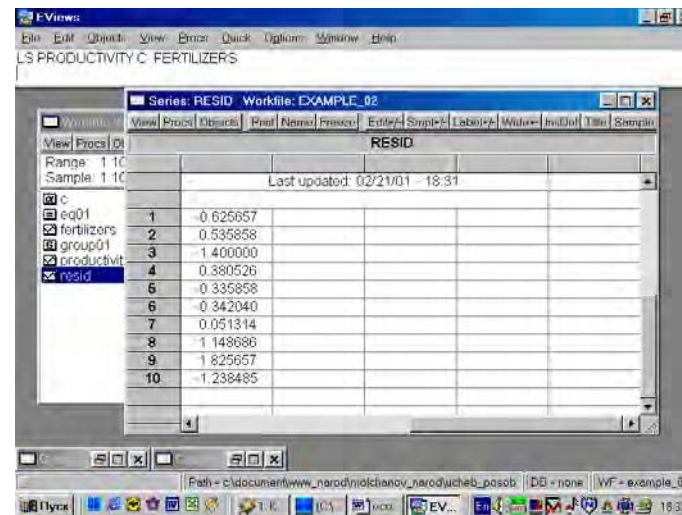 EViews
File Edit Objects View Procs Quick Options Window Help
LS PRODUCTIVITY C FERTILIZERS
Series: RESID Workfile: EXAMPLE_02
View Procs Objects Print Name Freeze Edit+/- Smpl+/- Label+/- Wide+- InsDel Title Sample
View Procs
RESID
Range: 1 10
Sample: 1 10
Last updated: 02/21/01 - 18:31
c
eq01
fertilizers
group01
productivit
resid
1 -0.625657
2 0.535858
3 -1.400000
4 0.380526
5 -0.335858
6 -0.342040
7 0.051314
8 1.148686
9 1.825657
10 -1.238485
Path = c:\document\www_narod\molchanov_narod\ucheb_posob DB = none WF = example_0
Пуск EV... En